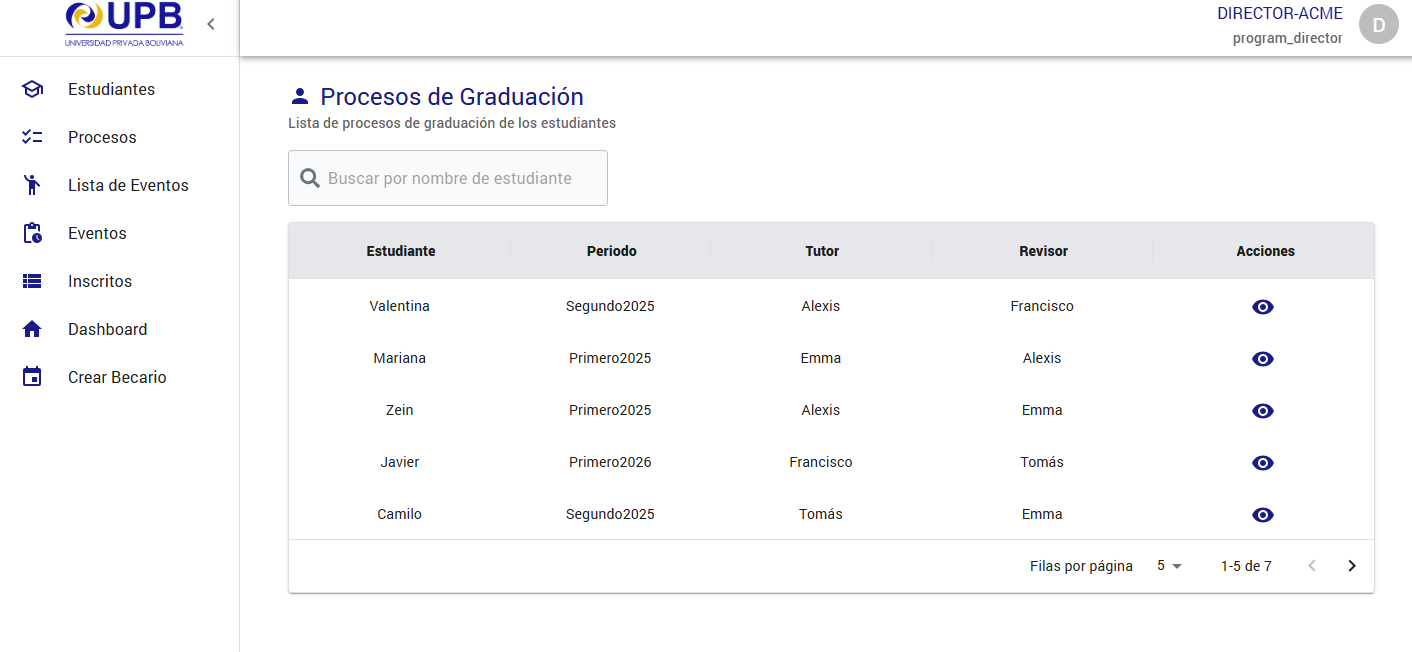 UPB
UNIVERSIDAD PRIVADA BOLIVIANA
DIRECTOR-ACME
program_director
D
Estudiantes
Procesos
Lista de Eventos
Eventos
Inscritos
Dashboard
Crear Becario
Procesos de Graduación
Lista de procesos de graduación de los estudiantes
Buscar por nombre de estudiante
Estudiante Periodo Tutor Revisor Acciones
Valentina Segundo2025 Alexis Francisco
Mariana Primero2025 Emma Alexis
Zein Primero2025 Alexis Emma
Javier Primero2026 Francisco Tomás
Camilo Segundo2025 Tomás Emma
Filas por página 5 1-5 de 7